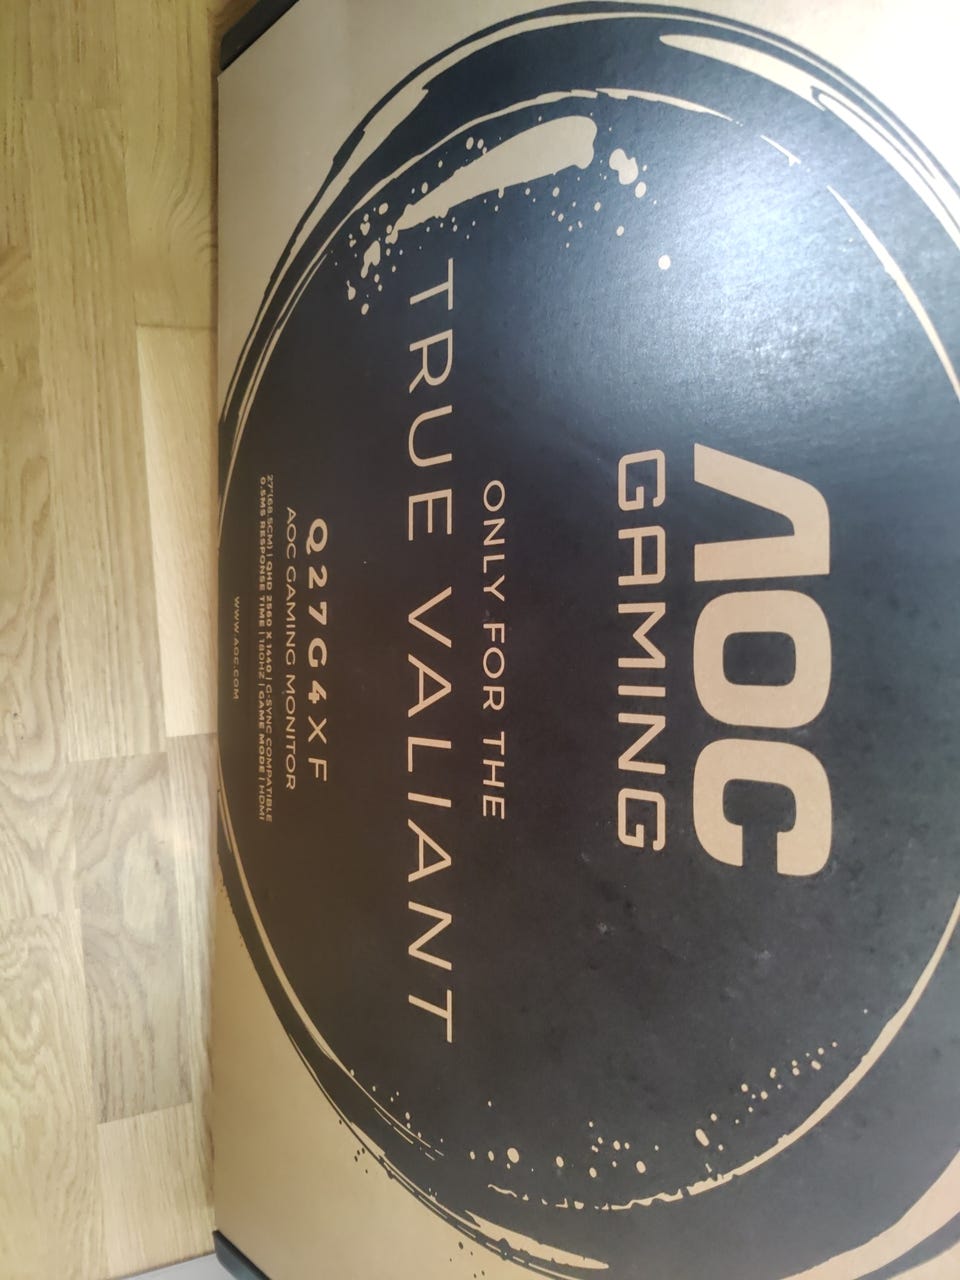 AOC
GAMING
ONLY FOR THE
TRUE VALIANT
Q27G4XF
AOC GAMING MONITOR
27"(68.5CM) | QHD 2560 X 1440 | G-SYNC COMPATIBLE
0.5MS RESPONSE TIME | 180HZ | GAME MODE | HDMI
WWW.AOC.COM